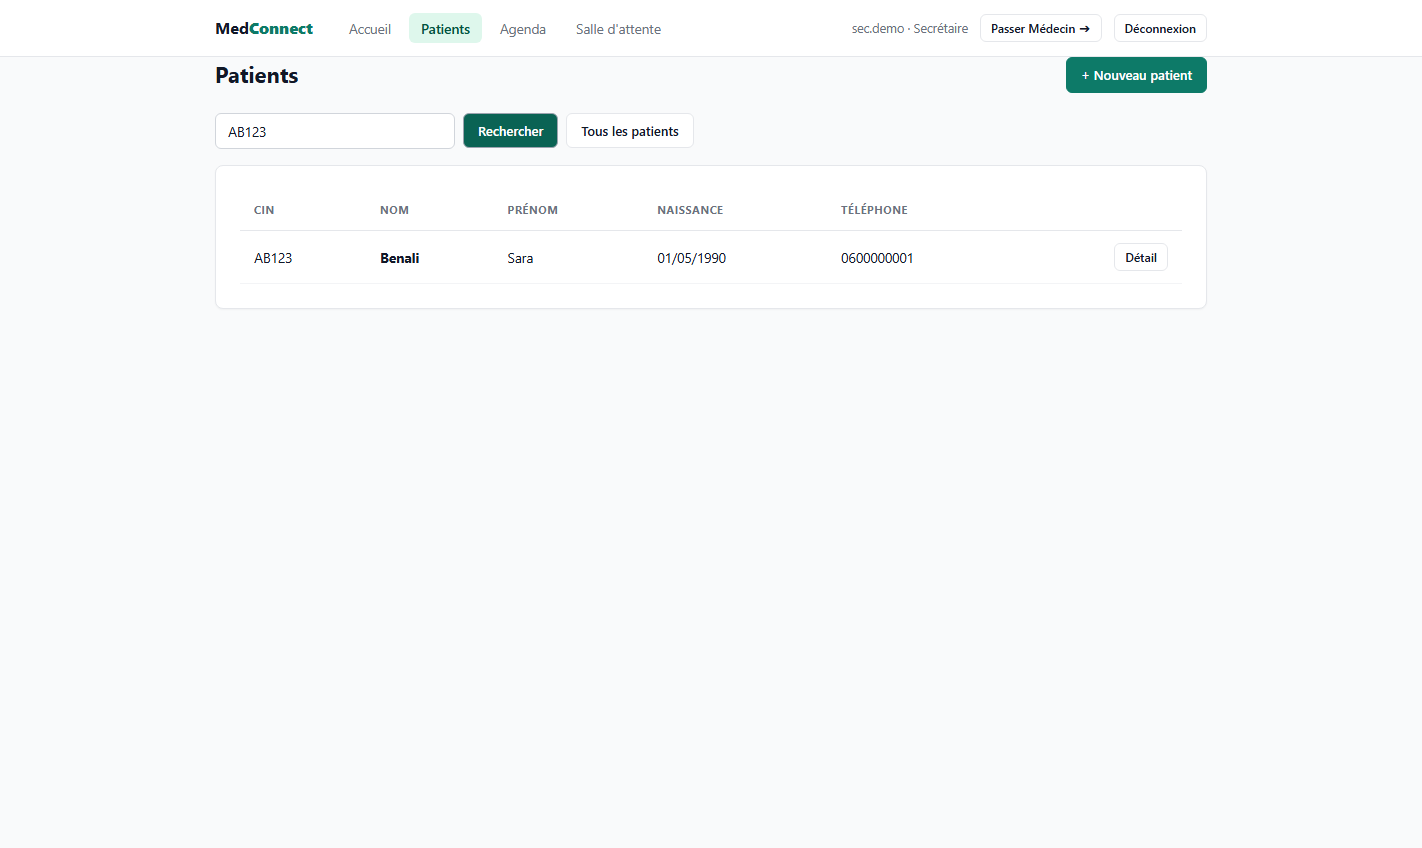 MedConnect Accueil Patients Agenda Salle d'attente sec.demo · Secrétaire Passer Médecin → Déconnexion
Patients + Nouveau patient
AB123 Rechercher Tous les patients
CIN NOM PRÉNOM NAISSANCE TÉLÉPHONE
AB123 Benali Sara 01/05/1990 0600000001 Détail